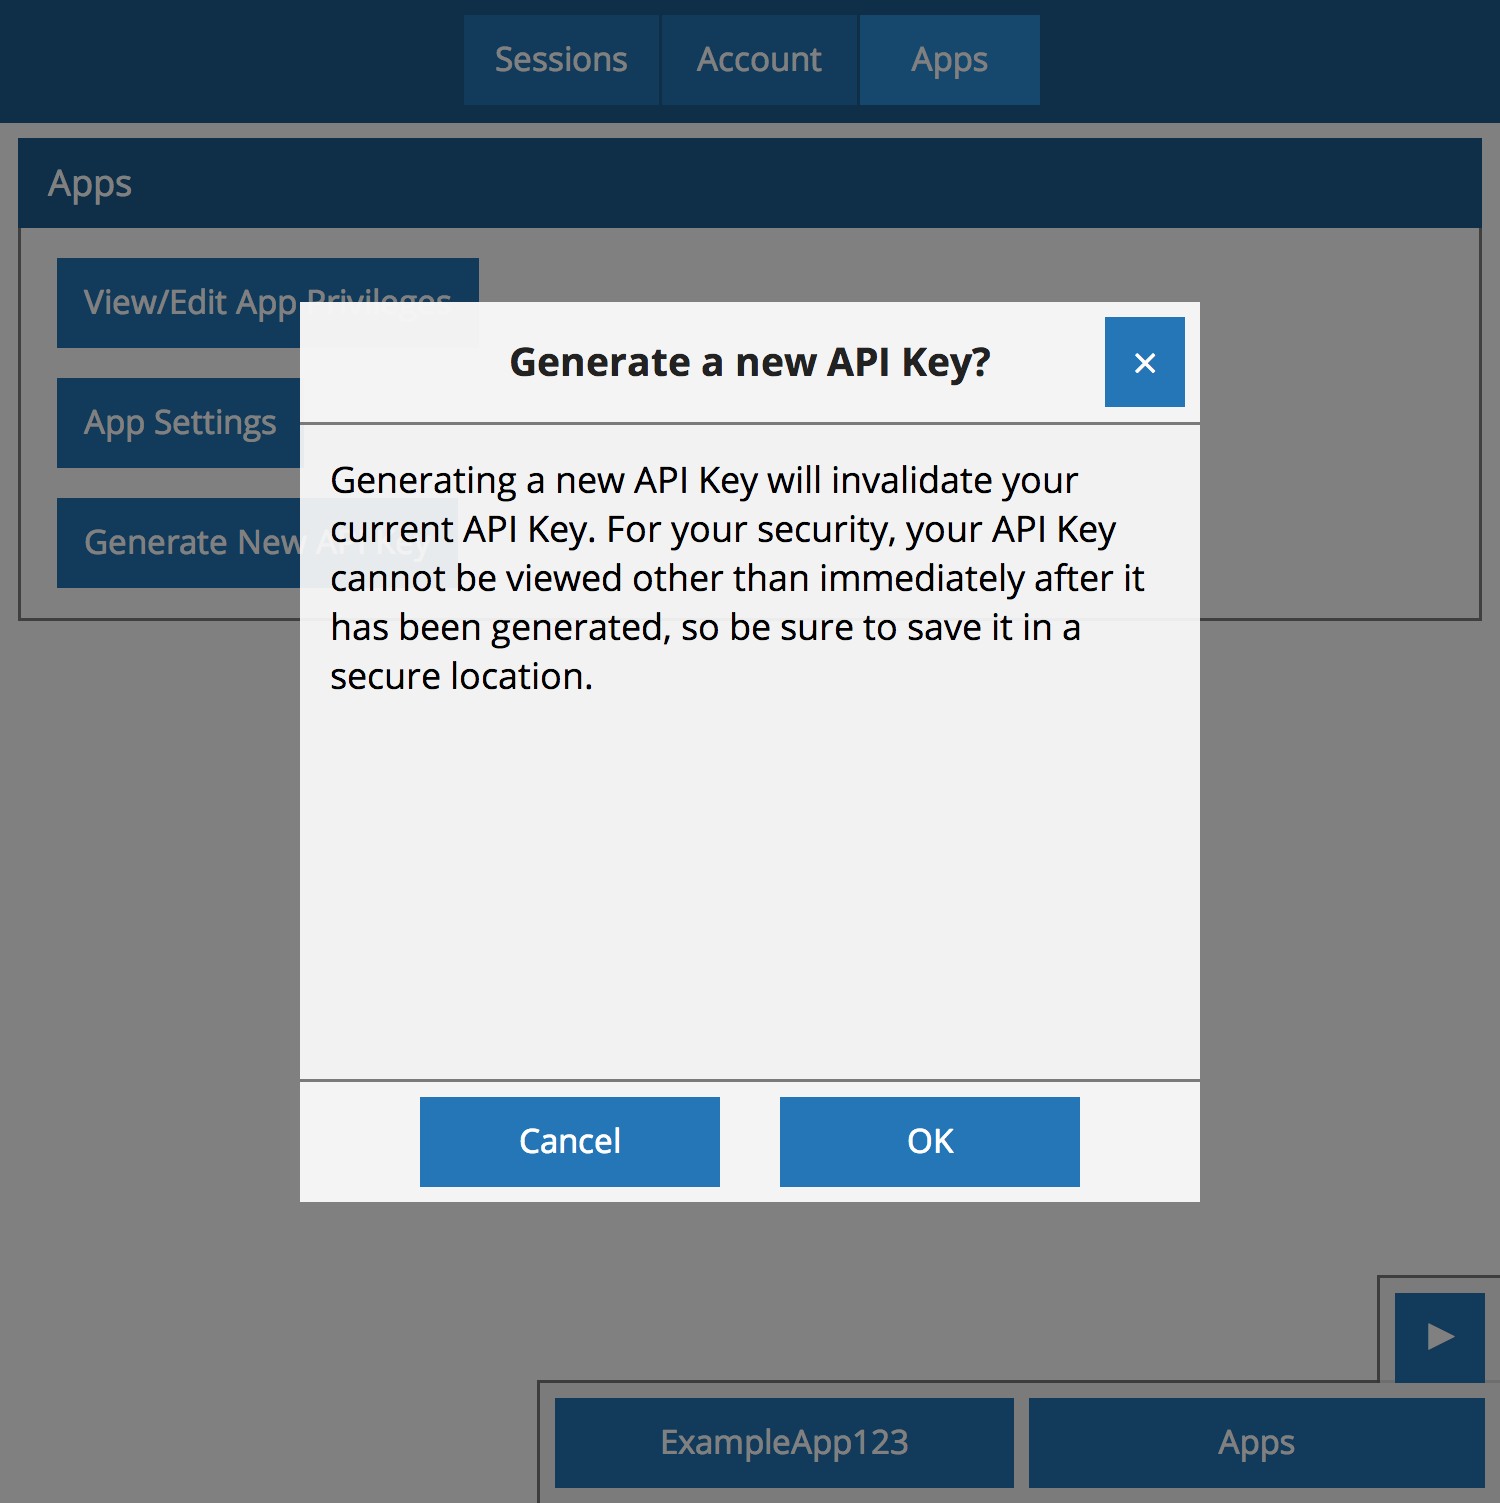 Sessions
Account
Apps
Apps
View/Edit App Privileges
App Settings
Generate New API Key
Generate a new API Key?
×
Generating a new API Key will invalidate your
current API Key. For your security, your API Key
cannot be viewed other than immediately after it
has been generated, so be sure to save it in a
secure location.
Cancel
OK
ExampleApp123
Apps